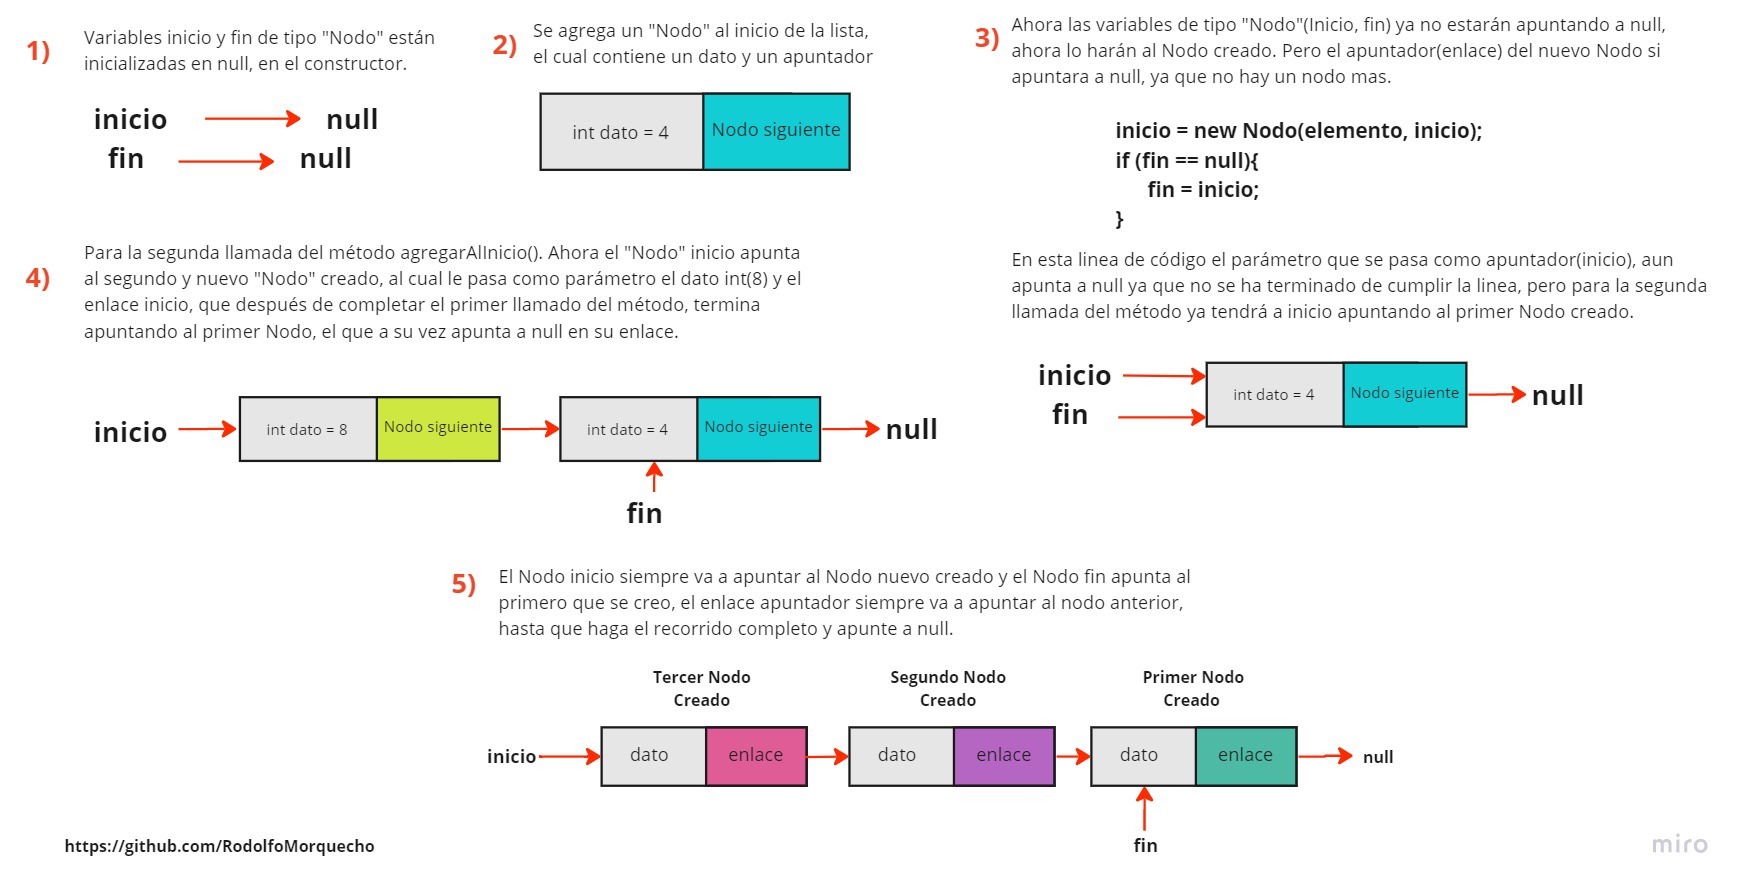 1)
Variables inicio y fin de tipo "Nodo" están
inicializadas en null, en el constructor.
inicio
null
fin
null
2)
Se agrega un "Nodo" al inicio de la lista,
el cual contiene un dato y un apuntador
int dato = 4
Nodo siguiente
3)
Ahora las variables de tipo "Nodo"(Inicio, fin) ya no estarán apuntando a null,
ahora lo harán al Nodo creado. Pero el apuntador(enlace) del nuevo Nodo si
apuntara a null, ya que no hay un nodo mas.
inicio = new Nodo(elemento, inicio);
if (fin == null){
fin = inicio;
}
En esta linea de código el parámetro que se pasa como apuntador(inicio), aun
apunta a null ya que no se ha terminado de cumplir la linea, pero para la segunda
llamada del método ya tendrá a inicio apuntando al primer Nodo creado.
inicio
fin
int dato = 4
Nodo siguiente
null
4)
Para la segunda llamada del método agregarAlInicio(). Ahora el "Nodo" inicio apunta
al segundo y nuevo "Nodo" creado, al cual le pasa como parámetro el dato int(8) y el
enlace inicio, que después de completar el primer llamado del método, termina
apuntando al primer Nodo, el que a su vez apunta a null en su enlace.
inicio
int dato = 8
Nodo siguiente
int dato = 4
Nodo siguiente
null
fin
5)
El Nodo inicio siempre va a apuntar al Nodo nuevo creado y el Nodo fin apunta al
primero que se creo, el enlace apuntador siempre va a apuntar al nodo anterior,
hasta que haga el recorrido completo y apunte a null.
Tercer Nodo
Creado
Segundo Nodo
Creado
Primer Nodo
Creado
inicio
dato
enlace
dato
enlace
dato
enlace
null
fin
https://github.com/RodolfoMorquecho
miro